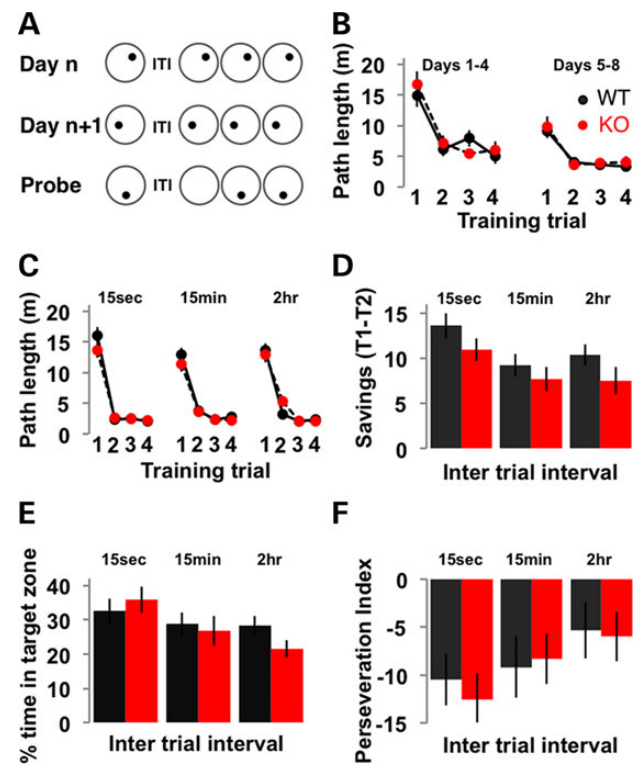 A
Day n ITI
Day n+1 ITI
Probe ITI
B
Path length (m)
20
15
10
5
0
Days 1-4 Days 5-8
WT
KO
1 2 3 4 1 2 3 4
Training trial
C
Path length (m)
20
15
10
5
0
15sec 15min 2hr
1 2 3 4 1 2 3 4 1 2 3 4
Training trial
D
Savings (T1-T2)
15
10
5
0
15sec 15min 2hr
Inter trial interval
E
% time in target zone
40
30
20
10
0
15sec 15min 2hr
Inter trial interval
F
Perseveration Index
0
-5
-10
-15
15sec 15min 2hr
Inter trial interval